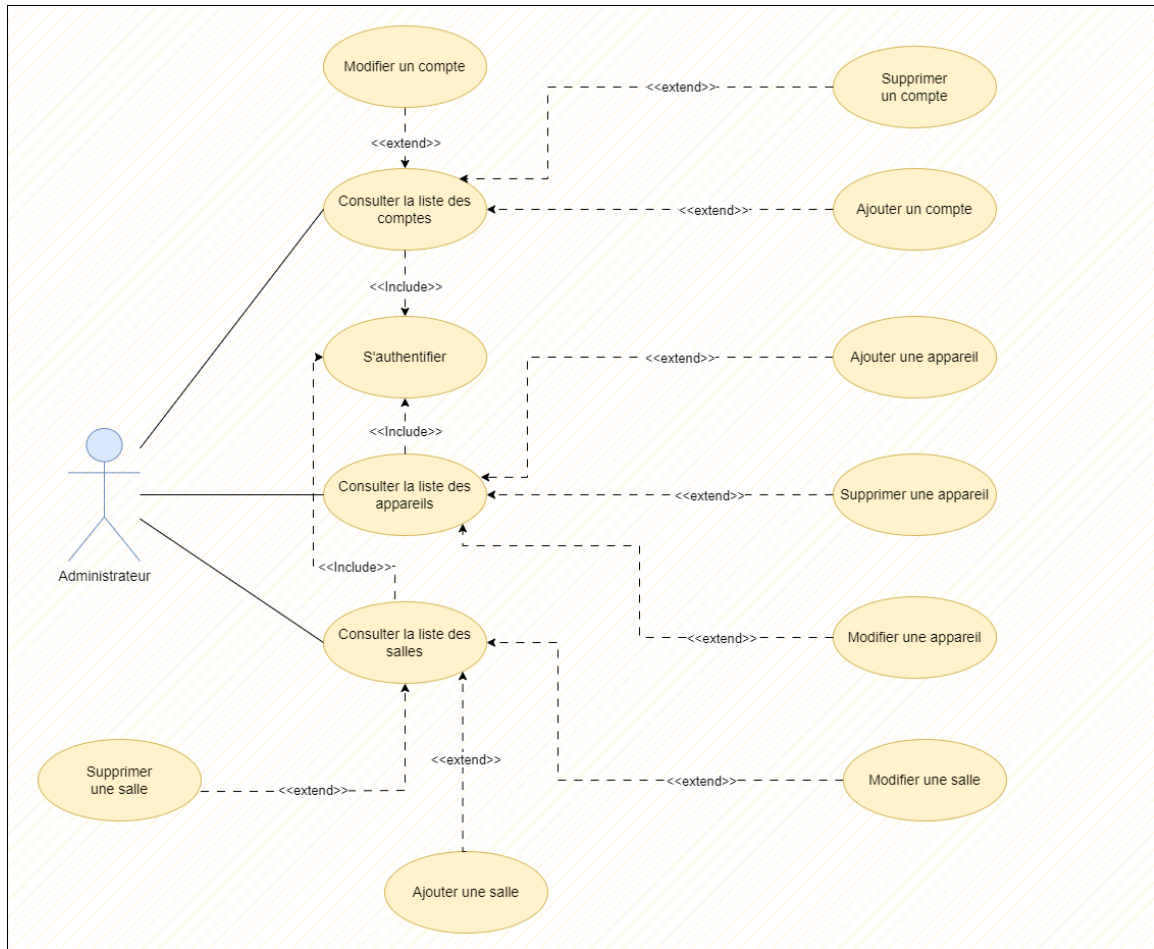 Modifier un compte
Supprimer
un compte
<<extend>>
<<extend>>
Consulter la liste des
comptes
<<extend>>
Ajouter un compte
<<Include>>
S'authentifier
<<extend>>
Ajouter une appareil
<<Include>>
Consulter la liste des
appareils
<<extend>>
Supprimer une appareil
Administrateur
<<Include>>
Consulter la liste des
salles
<<extend>>
Modifier une appareil
Supprimer
une salle
<<extend>>
<<extend>>
<<extend>>
Modifier une salle
Ajouter une salle